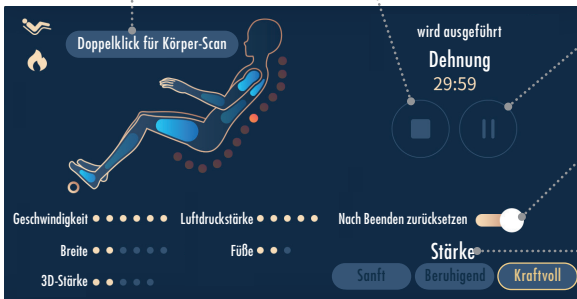 Doppelklick für Körper-Scan
wird ausgeführt
Dehnung
29:59
Geschwindigkeit
Luftdruckstärke
Nach Beenden zurücksetzen
Breite
Füße
Stärke
3D-Stärke
Sanft
Beruhigend
Kraftvoll